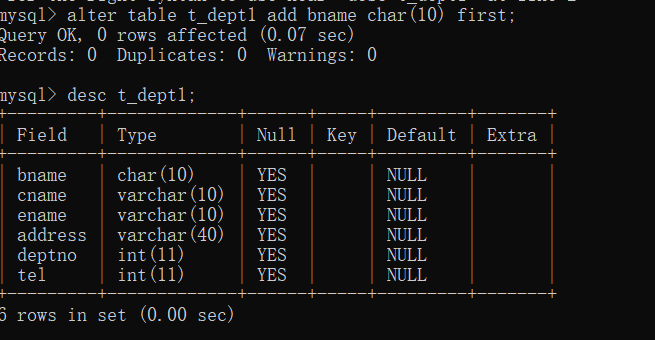 mysql> alter table t_dept1 add bname char(10) first;
Query OK, 0 rows affected (0.07 sec)
Records: 0  Duplicates: 0  Warnings: 0
mysql> desc t_dept1;
+---------+-------------+------+-----+---------+-------+
| Field   | Type        | Null | Key | Default | Extra |
+---------+-------------+------+-----+---------+-------+
| bname   | char(10)    | YES  |     | NULL    |       |
| cname   | varchar(10) | YES  |     | NULL    |       |
| ename   | varchar(10) | YES  |     | NULL    |       |
| address | varchar(40) | YES  |     | NULL    |       |
| deptno  | int(11)     | YES  |     | NULL    |       |
| tel     | int(11)     | YES  |     | NULL    |       |
+---------+-------------+------+-----+---------+-------+
6 rows in set (0.00 sec)